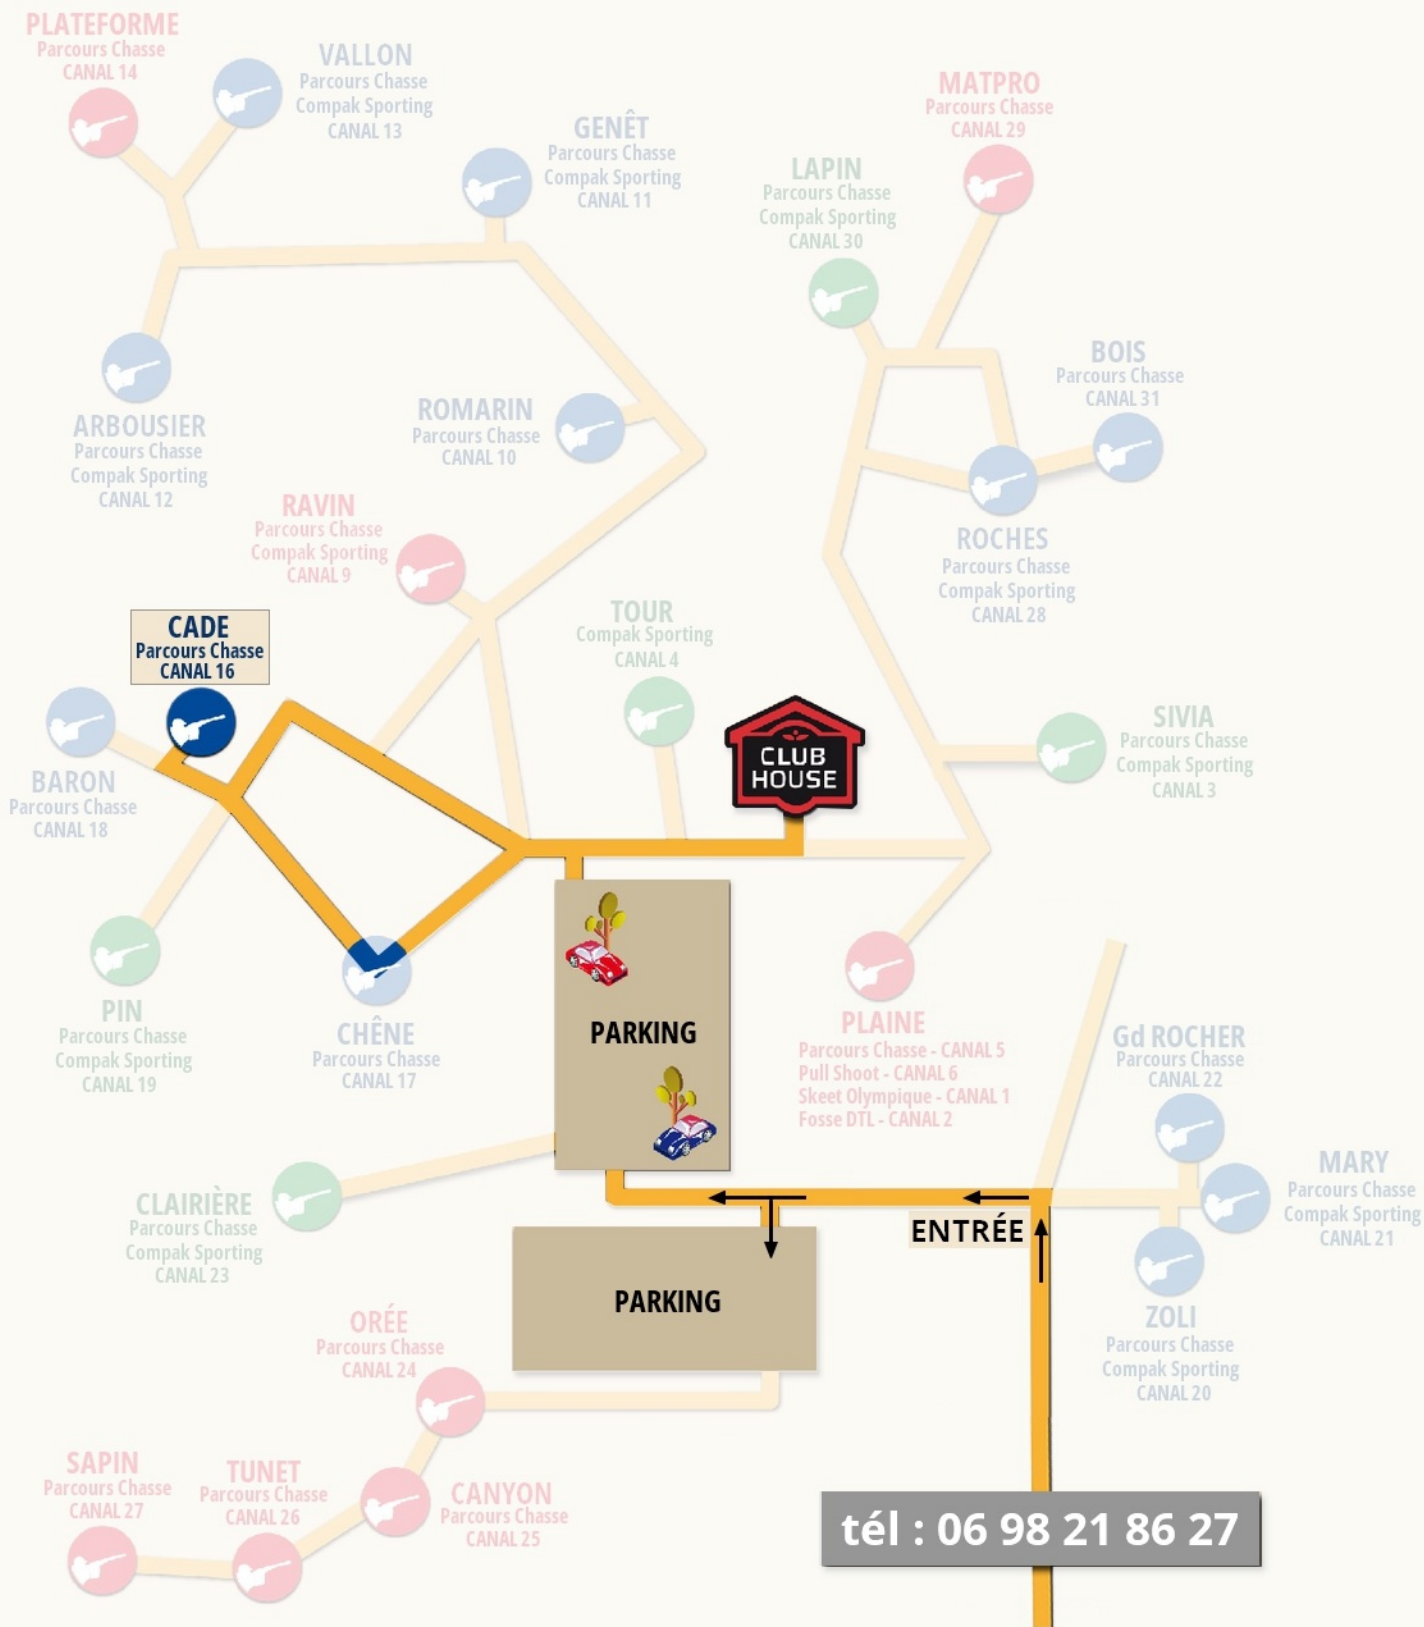 PLATEFORME
Parcours Chasse
CANAL 14
VALLON
Parcours Chasse
Compak Sporting
CANAL 13
GENÊT
Parcours Chasse
Compak Sporting
CANAL 11
MATPRO
Parcours Chasse
CANAL 29
LAPIN
Parcours Chasse
Compak Sporting
CANAL 30
BOIS
Parcours Chasse
CANAL 31
ARBOUSIER
Parcours Chasse
Compak Sporting
CANAL 12
ROMARIN
Parcours Chasse
CANAL 10
RAVIN
Parcours Chasse
Compak Sporting
CANAL 9
ROCHES
Parcours Chasse
Compak Sporting
CANAL 28
CADE
Parcours Chasse
CANAL 16
TOUR
Compak Sporting
CANAL 4
CLUB
HOUSE
SIVIA
Parcours Chasse
Compak Sporting
CANAL 3
BARON
Parcours Chasse
CANAL 18
PIN
Parcours Chasse
Compak Sporting
CANAL 19
CHÊNE
Parcours Chasse
CANAL 17
PARKING
PLAINE
Parcours Chasse - CANAL 5
Pull Shoot - CANAL 6
Skeet Olympique - CANAL 1
Fosse DTL - CANAL 2
Gd ROCHER
Parcours Chasse
CANAL 22
MARY
Parcours Chasse
Compak Sporting
CANAL 21
CLAIRIÈRE
Parcours Chasse
Compak Sporting
CANAL 23
ENTRÉE
PARKING
ZOLI
Parcours Chasse
Compak Sporting
CANAL 20
ORÉE
Parcours Chasse
CANAL 24
SAPIN
Parcours Chasse
CANAL 27
TUNET
Parcours Chasse
CANAL 26
CANYON
Parcours Chasse
CANAL 25
tél : 06 98 21 86 27